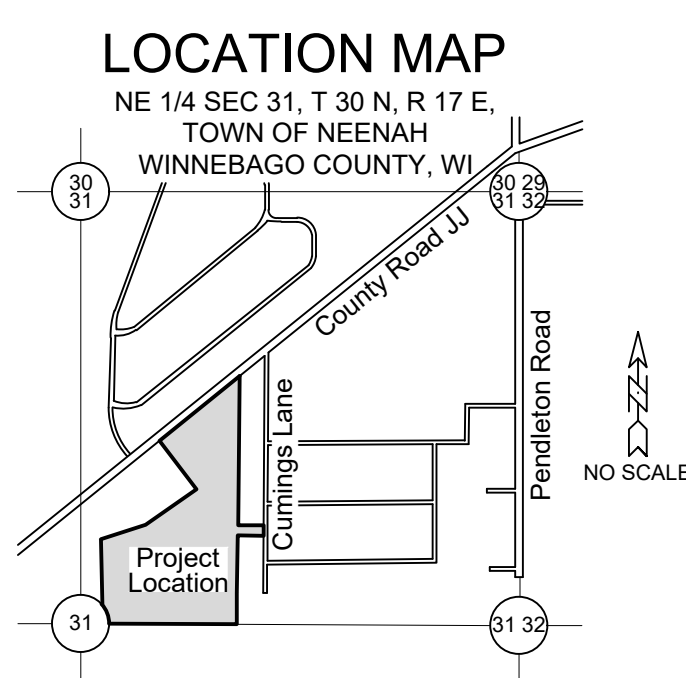 LOCATION MAP
NE 1/4 SEC 31, T 30 N, R 17 E,
TOWN OF NEENAH
WINNEBAGO COUNTY, WI
30
31
30 29
31 32
County Road JJ
Pendleton Road
Cumings Lane
N
NO SCALE
Project
Location
31
31 32